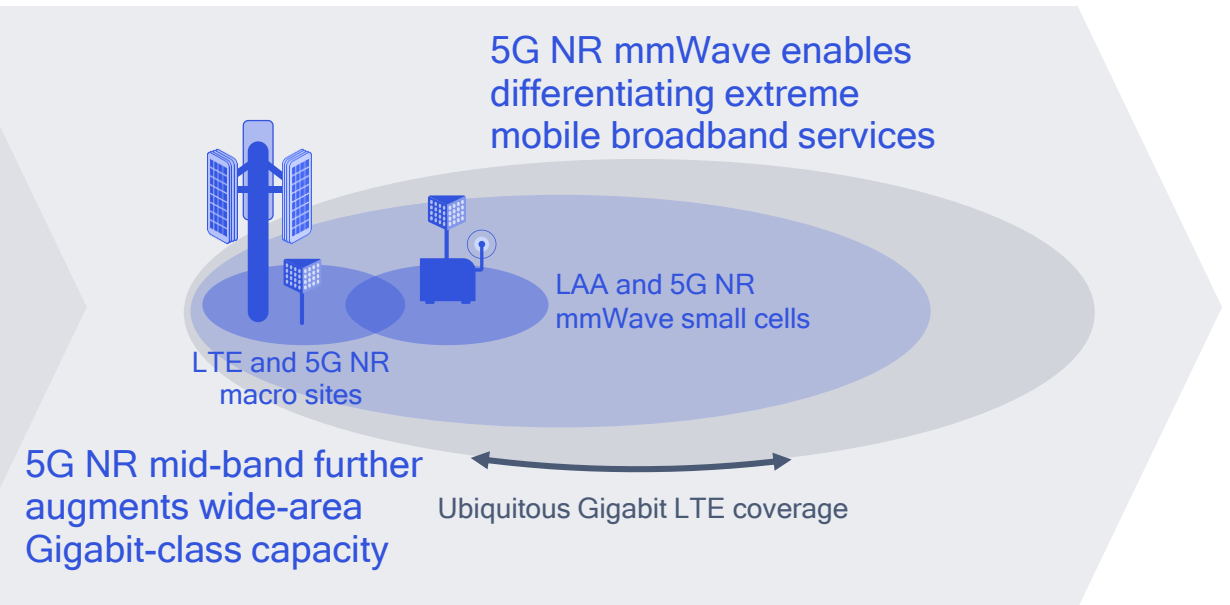 5G NR mmWave enables
differentiating extreme
mobile broadband services
LAA and 5G NR
mmWave small cells
LTE and 5G NR
macro sites
5G NR mid-band further
augments wide-area
Gigabit-class capacity
Ubiquitous Gigabit LTE coverage